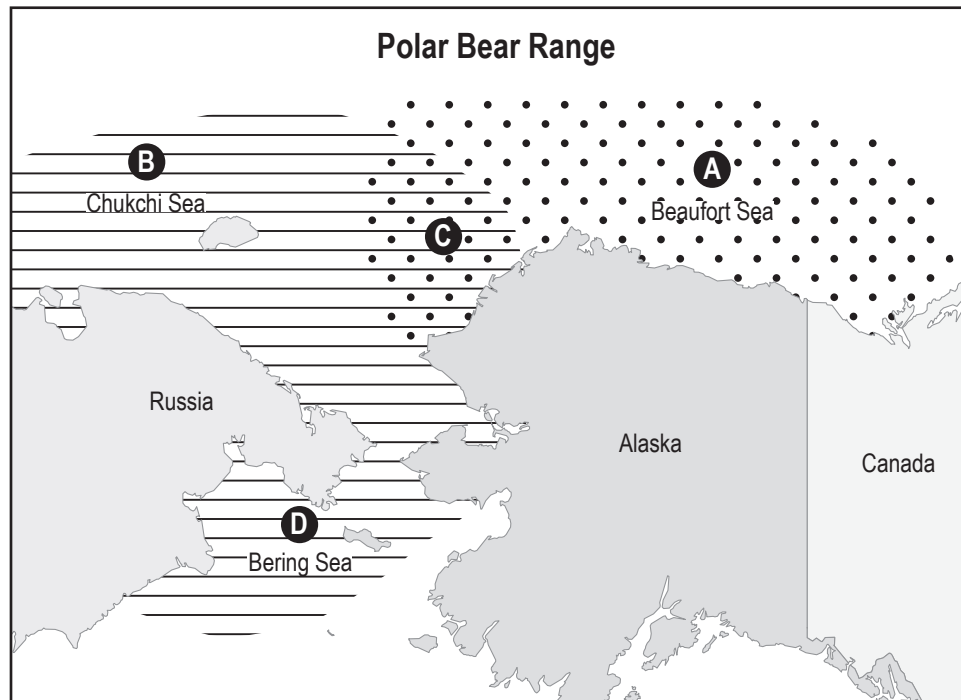 Polar Bear Range
B
A
Chukchi Sea
Beaufort Sea
C
Russia
Alaska
Canada
D
Bering Sea